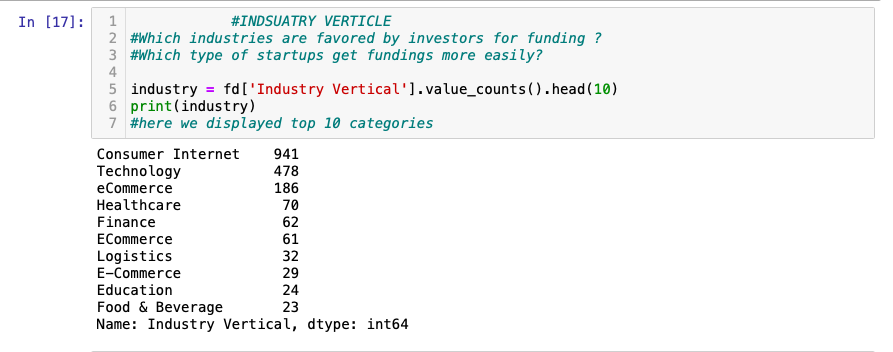 In [17]:
1 #INDSUATRY VERTICLE
2 #Which industries are favored by investors for funding ?
3 #Which type of startups get fundings more easily?
4
5 industry = fd['Industry Vertical'].value_counts().head(10)
6 print(industry)
7 #here we displayed top 10 categories
Consumer Internet    941
Technology           478
eCommerce            186
Healthcare            70
Finance               62
ECommerce             61
Logistics             32
E-Commerce            29
Education             24
Food & Beverage       23
Name: Industry Vertical, dtype: int64